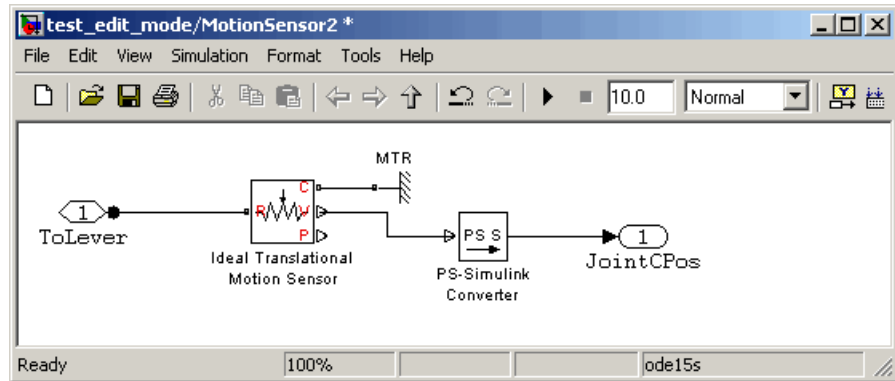 test_edit_mode/MotionSensor2 *
File Edit View Simulation Format Tools Help
10.0 Normal
MTR
C
1 R V
P
ToLever
Ideal Translational
Motion Sensor
PS S
PS-Simulink
Converter
1
JointCPos
Ready 100% ode15s